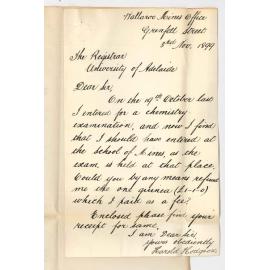 Wallaroo Mines Office
Grenfell Street
3rd Nov. 1899
The Registrar
University of Adelaide
Dear Sir,
On the 19th October last
I entered for a chemistry
examination, and now I find
that I should have entered at
the school of Mines, as the
exam is held at that place.
Could you by any means refund
me the one guinea (£1-1-0)
which I paid as a fee?
Enclosed please find your
receipt for same.
I am Dear Sir
yours obediently
Harold Hodgson